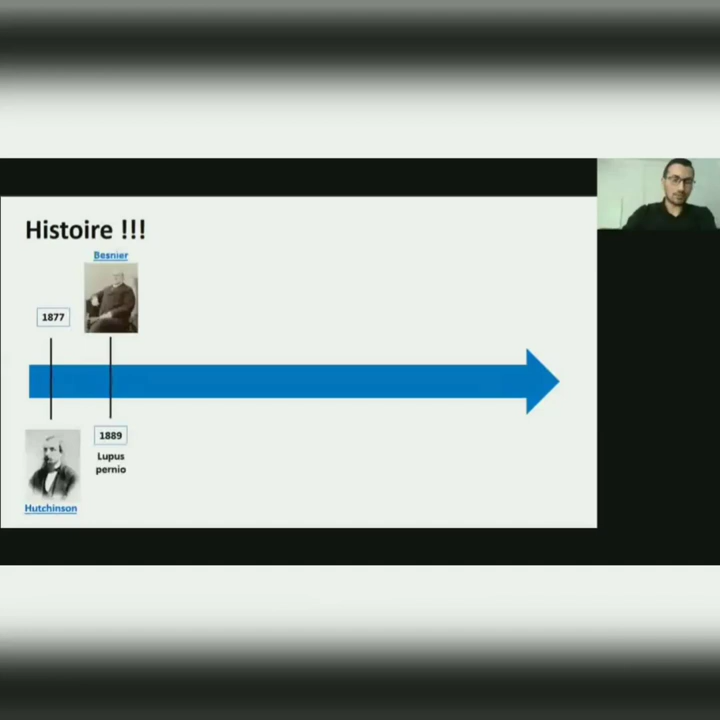 Histoire !!!
Besnier
1877
1889
Lupus
pernio
Hutchinson